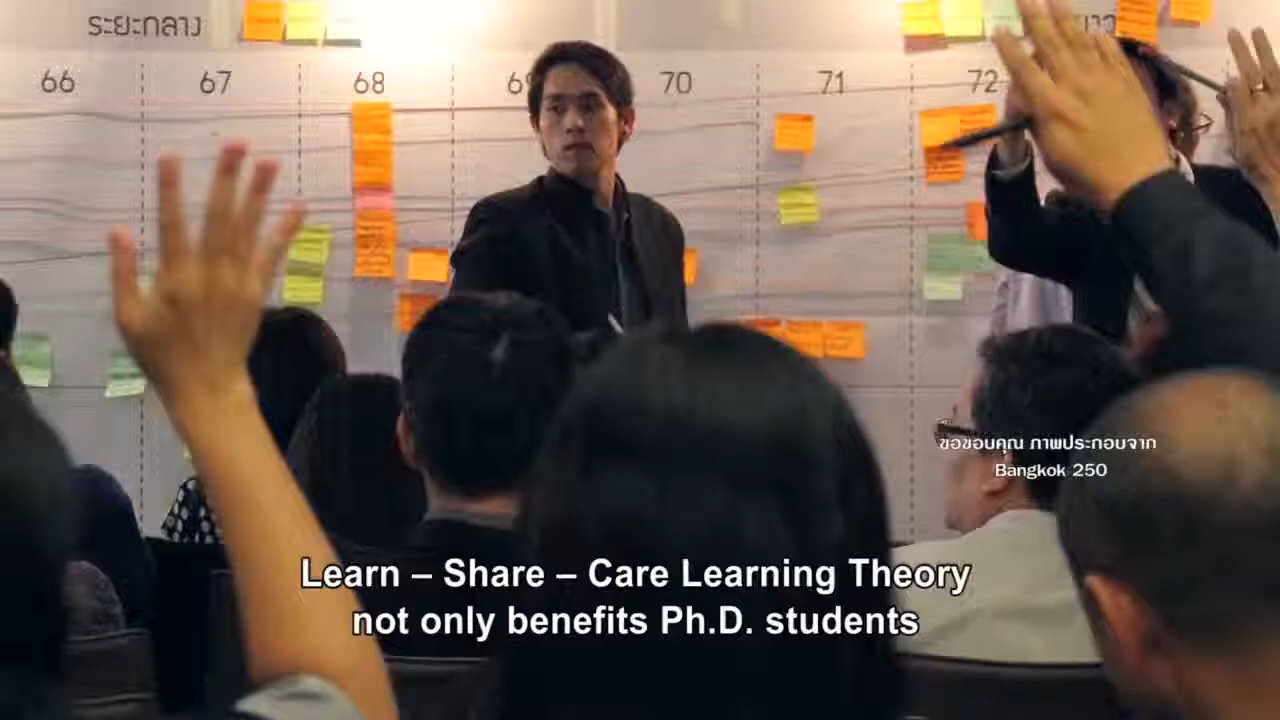 ระยะกลาง
66 67 68 69 70 71 72
ขอขอบคุณ ภาพประกอบจาก
Bangkok 250
Learn – Share – Care Learning Theory
not only benefits Ph.D. students